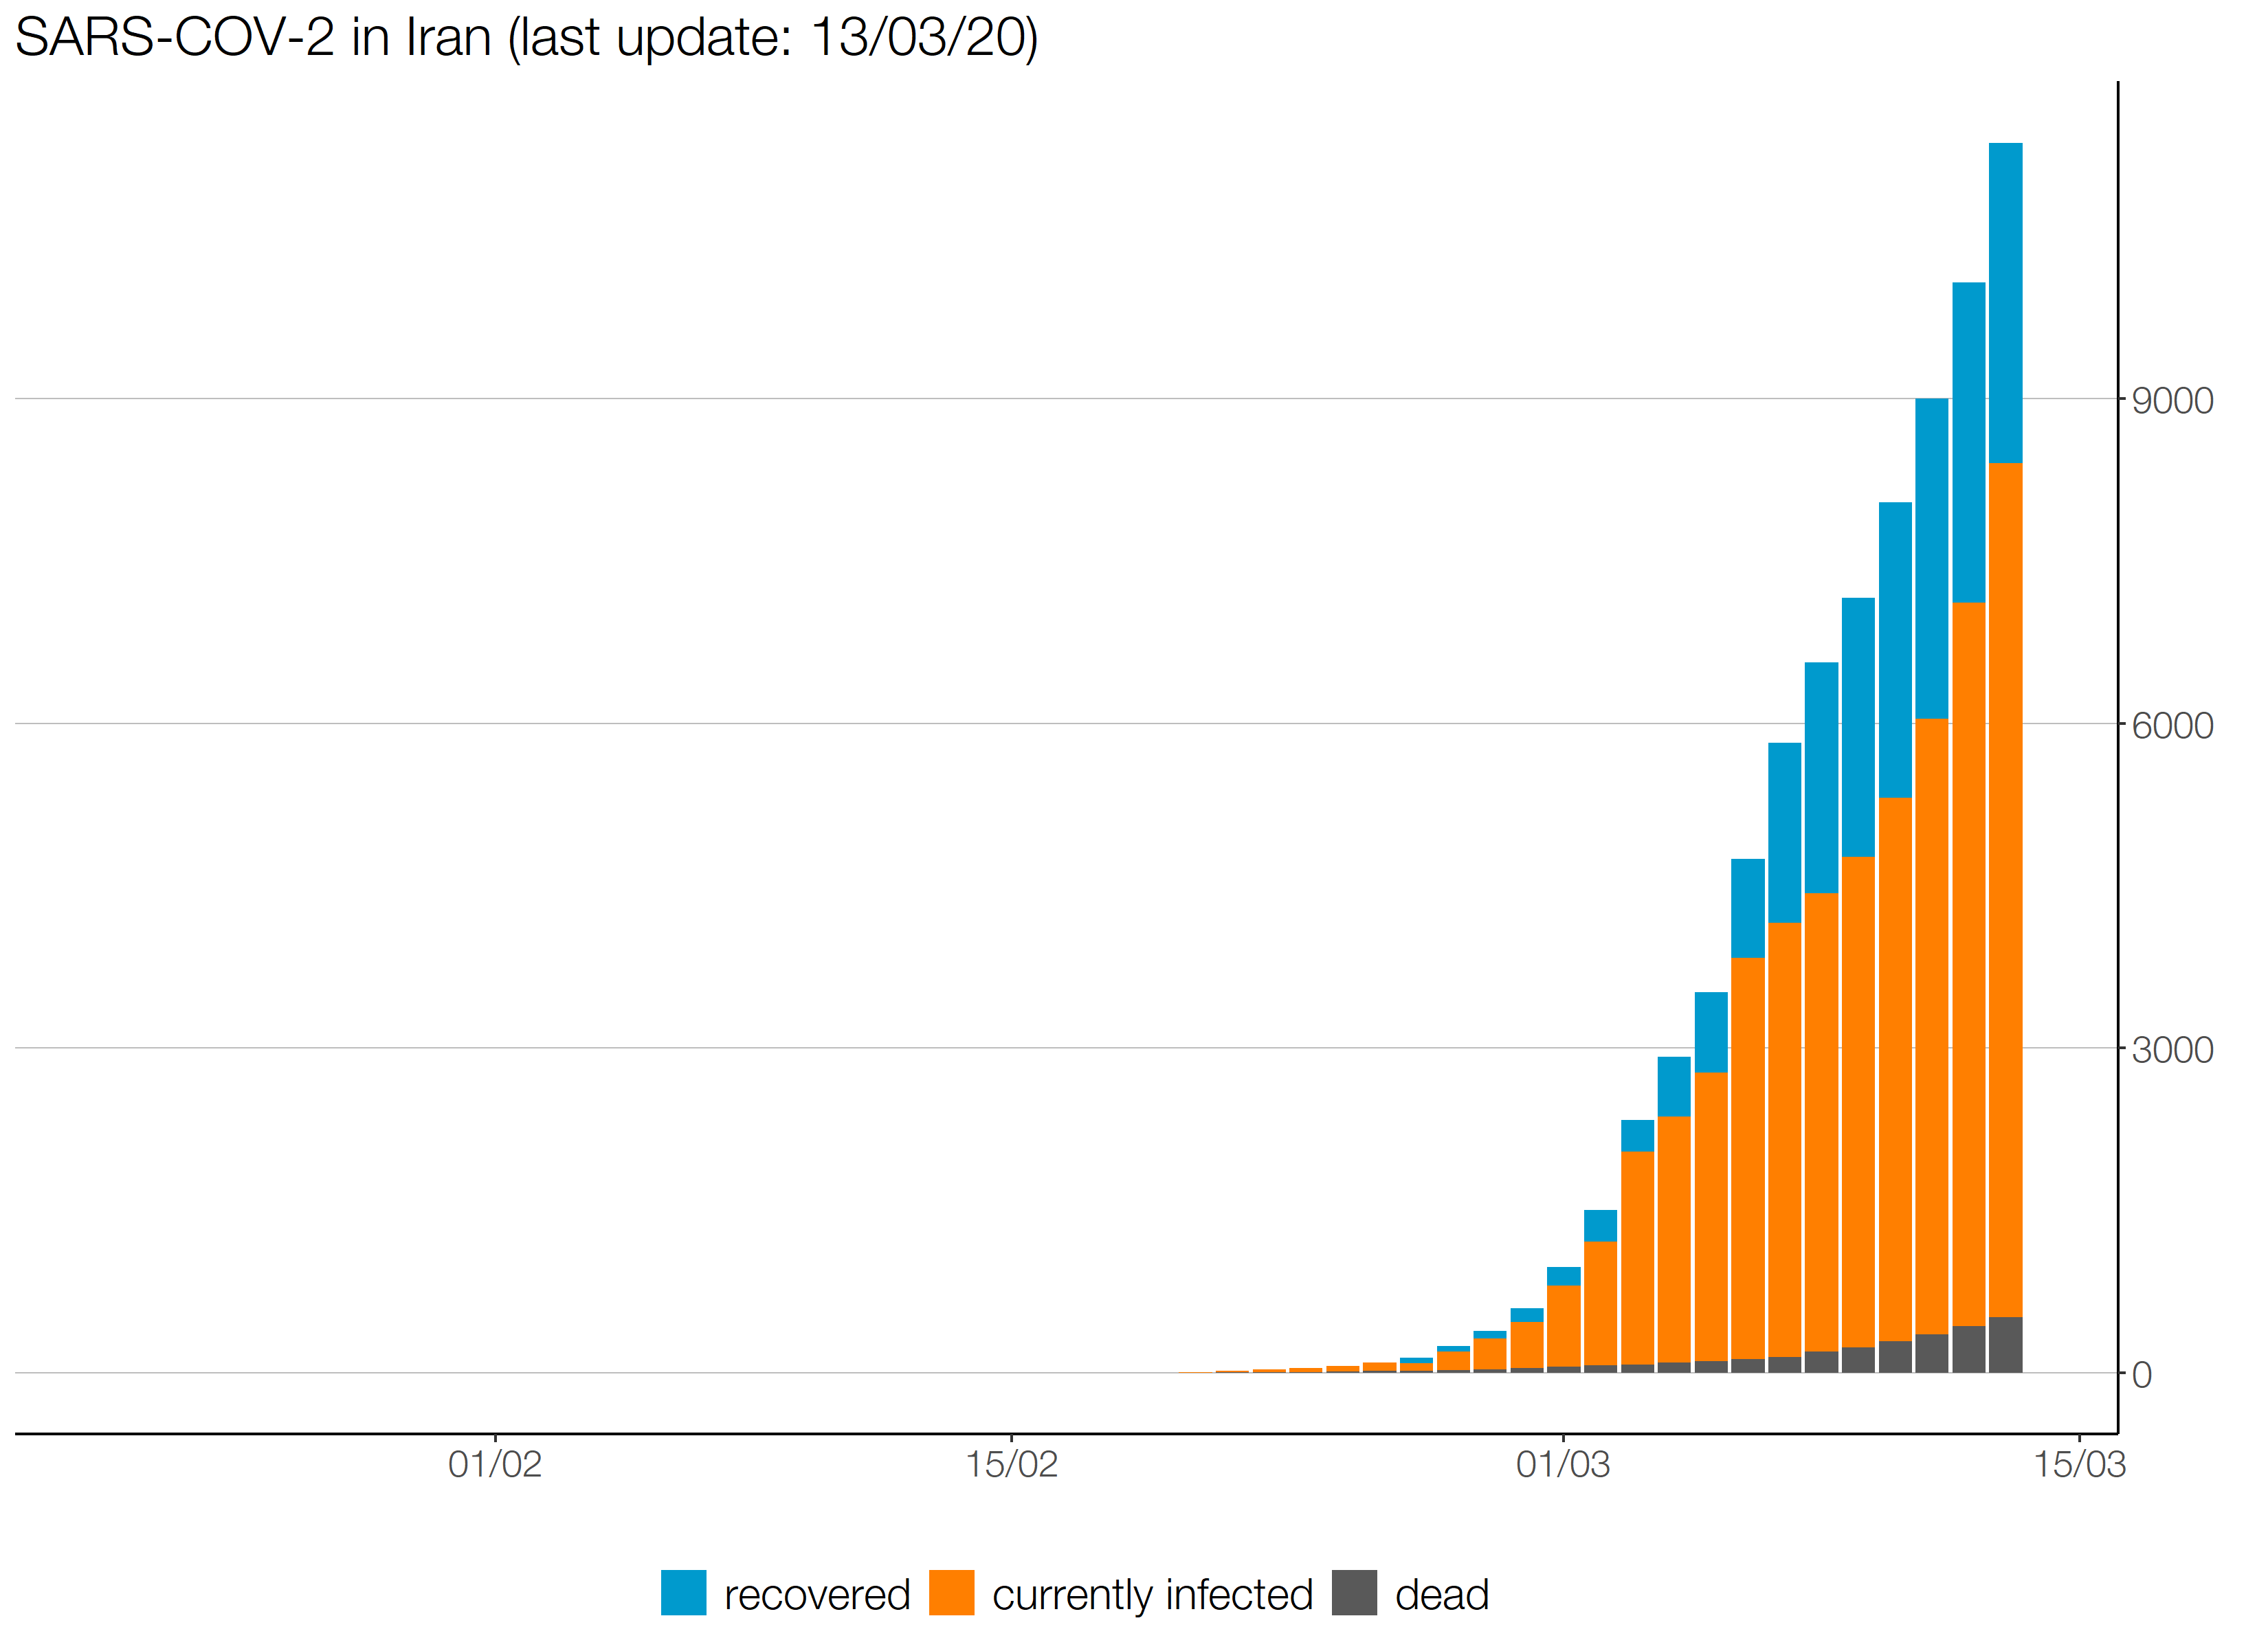 SARS-COV-2 in Iran (last update: 13/03/20)
9000
6000
3000
0
01/02 15/02 01/03 15/03
recovered currently infected dead